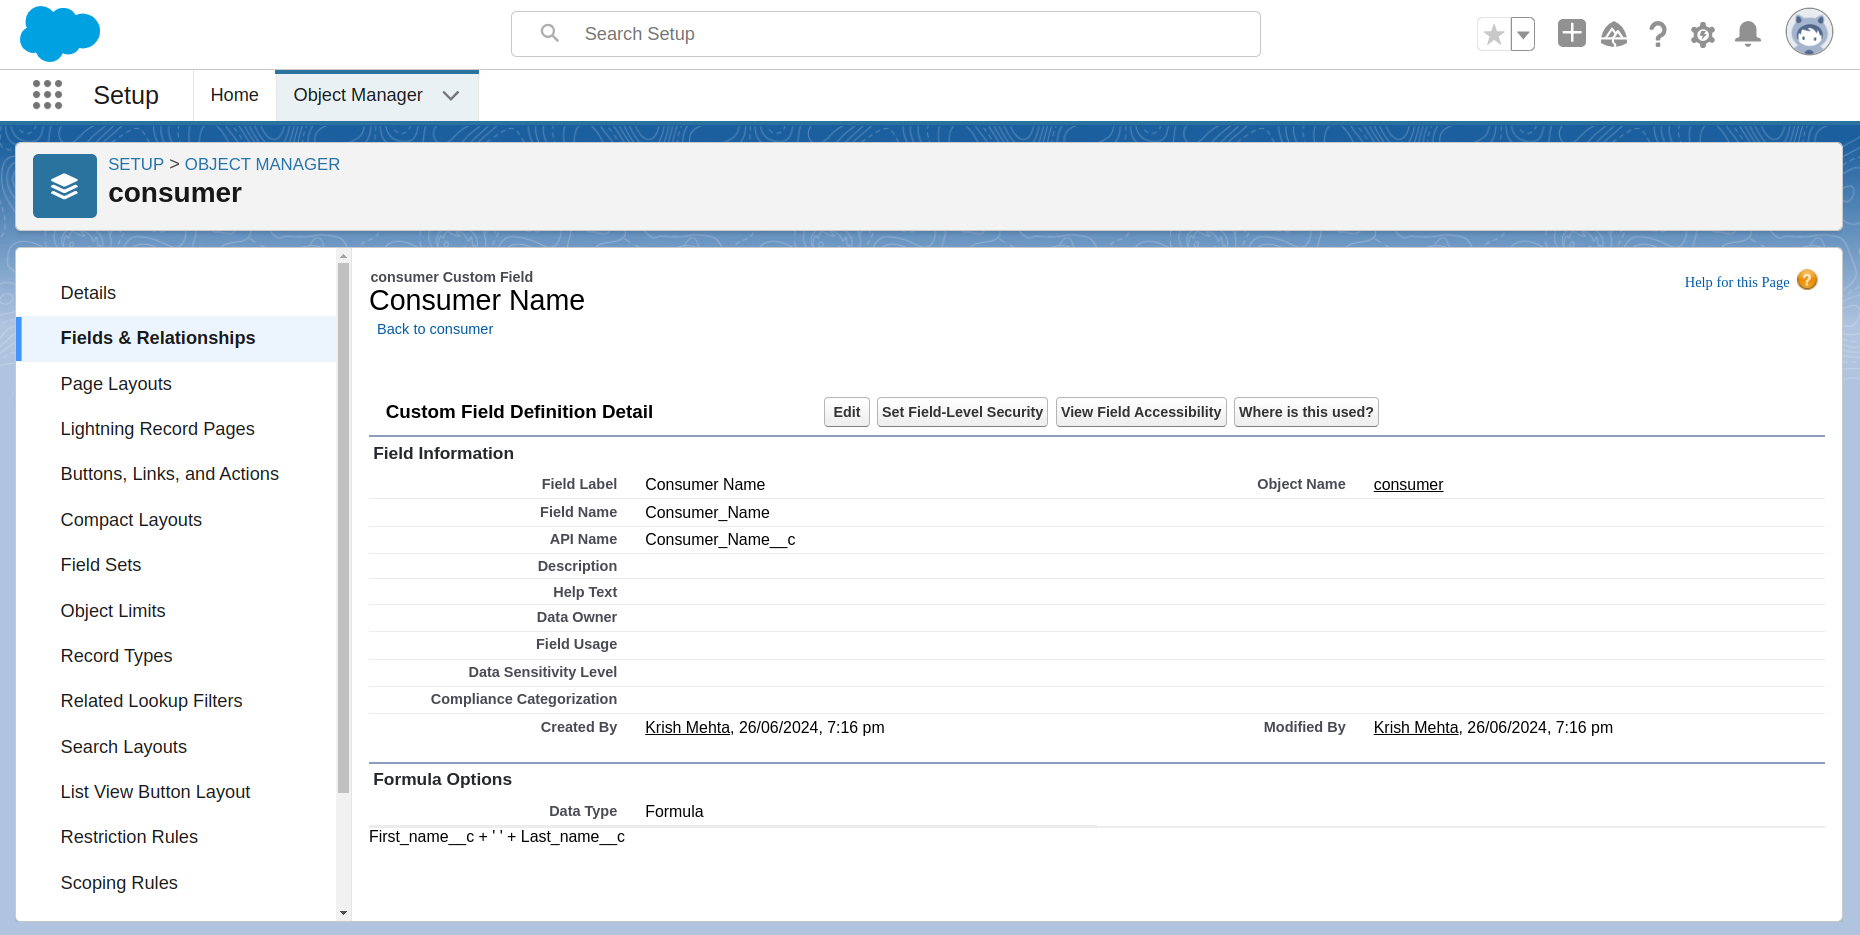 Search Setup
Setup
Home
Object Manager
SETUP > OBJECT MANAGER
consumer
Details
Fields & Relationships
Page Layouts
Lightning Record Pages
Buttons, Links, and Actions
Compact Layouts
Field Sets
Object Limits
Record Types
Related Lookup Filters
Search Layouts
List View Button Layout
Restriction Rules
Scoping Rules
consumer Custom Field
Consumer Name
Back to consumer
Help for this Page ?
Custom Field Definition Detail
Edit
Set Field-Level Security
View Field Accessibility
Where is this used?
Field Information
Field Label Consumer Name
Object Name consumer
Field Name Consumer_Name
API Name Consumer_Name__c
Description
Help Text
Data Owner
Field Usage
Data Sensitivity Level
Compliance Categorization
Created By Krish Mehta, 26/06/2024, 7:16 pm
Modified By Krish Mehta, 26/06/2024, 7:16 pm
Formula Options
Data Type Formula
First_name__c + ' ' + Last_name__c